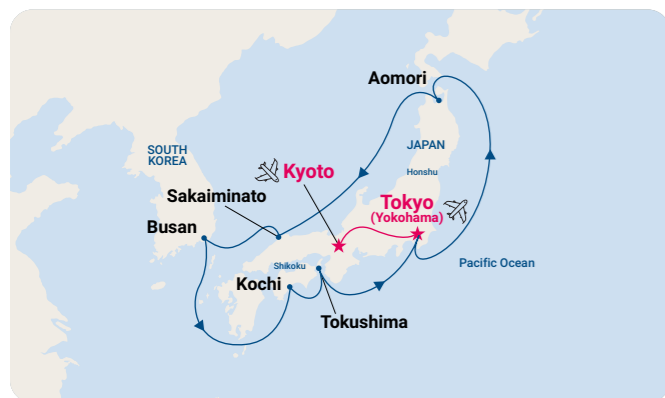 Aomori
SOUTH
KOREA
JAPAN
Kyoto
Honshu
Sakaiminato
Tokyo
(Yokohama)
Busan
Pacific Ocean
Shikoku
Kochi
Tokushima